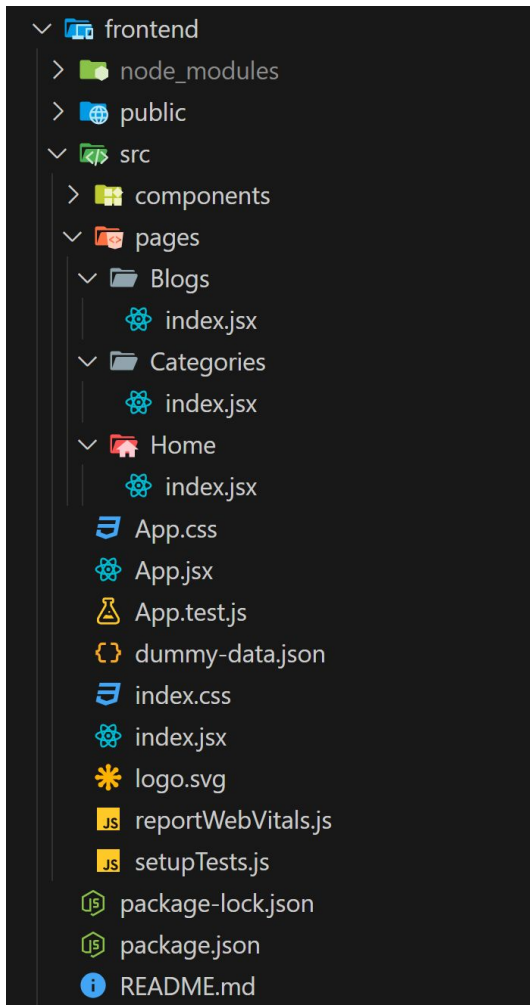 frontend
node_modules
public
src
components
pages
Blogs
index.jsx
Categories
index.jsx
Home
index.jsx
App.css
App.jsx
App.test.js
dummy-data.json
index.css
index.jsx
logo.svg
JS reportWebVitals.js
JS setupTests.js
package-lock.json
package.json
README.md